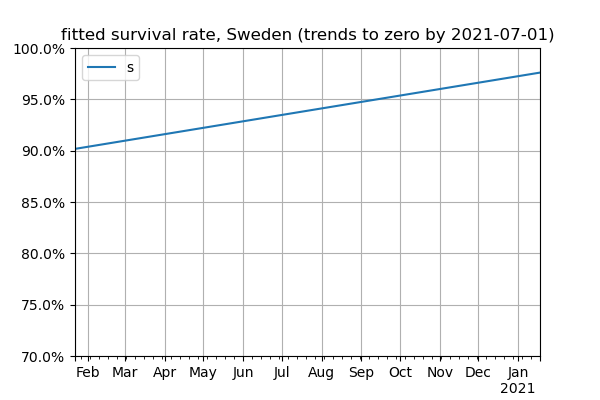 fitted survival rate, Sweden (trends to zero by 2021-07-01)
s
100.0%
95.0%
90.0%
85.0%
80.0%
75.0%
70.0%
Feb Mar Apr May Jun Jul Aug Sep Oct Nov Dec Jan
2021